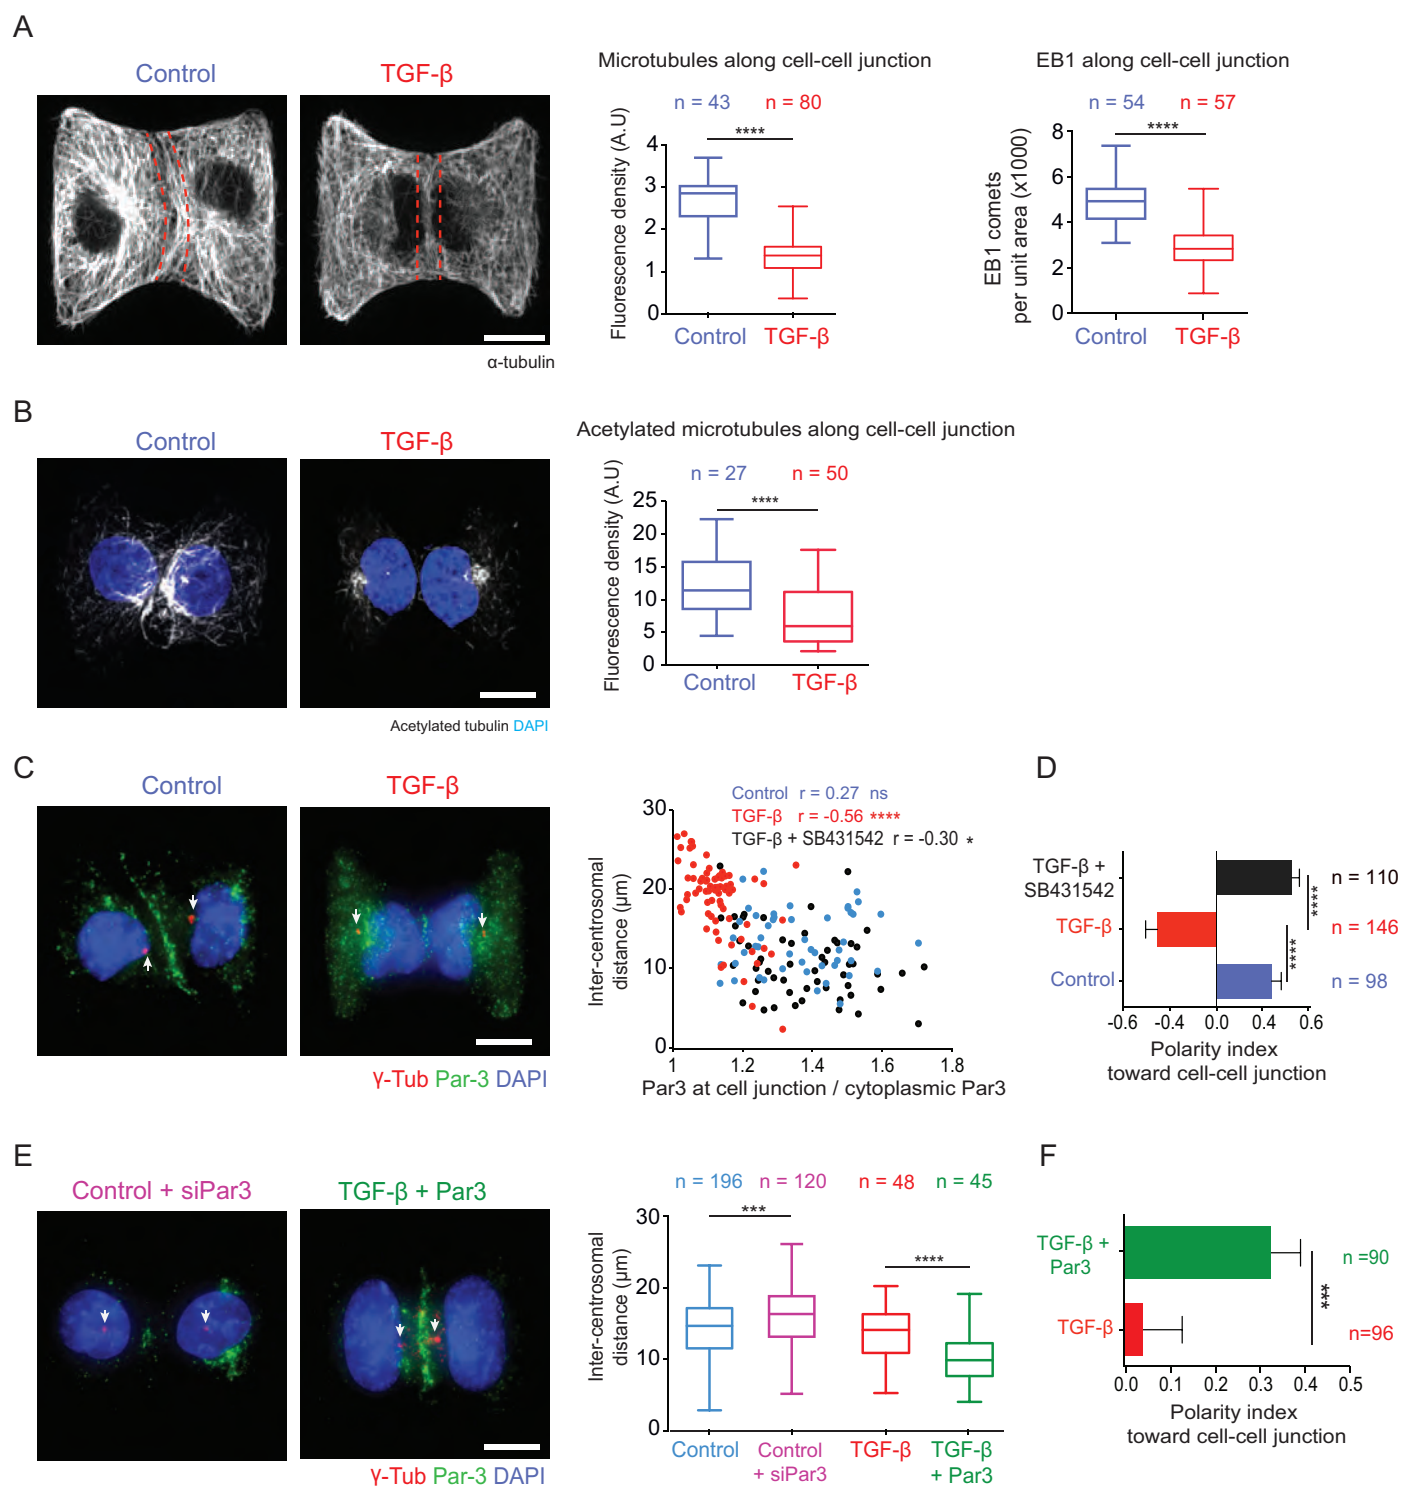 A
Control
TGF-β
α-tubulin
Microtubules along cell-cell junction
n = 43
n = 80
****
Fluorescence density (A.U)
4
3
2
1
0
Control
TGF-β
EB1 along cell-cell junction
n = 54
n = 57
****
EB1 comets
per unit area (x1000)
8
6
4
2
0
Control
TGF-β
B
Control
TGF-β
Acetylated tubulin DAPI
Acetylated microtubules along cell-cell junction
n = 27
n = 50
****
Fluorescence density (A.U)
25
20
15
10
5
0
Control
TGF-β
C
Control
TGF-β
γ-Tub Par-3 DAPI
Control r = 0.27 ns
TGF-β r = -0.56 ****
TGF-β + SB431542 r = -0.30 *
Inter-centrosomal
distance (μm)
30
20
10
0
1 1.2 1.4 1.6 1.8
Par3 at cell junction / cytoplasmic Par3
D
TGF-β +
SB431542
n = 110
****
TGF-β
n = 146
****
Control
n = 98
-0.6 -0.4 0.0 0.4 0.6
Polarity index
toward cell-cell junction
E
Control + siPar3
TGF-β + Par3
γ-Tub Par-3 DAPI
n = 196
n = 120
n = 48
n = 45
***
****
Inter-centrosomal
distance (μm)
30
20
10
0
Control
Control
+ siPar3
TGF-β
TGF-β
+ Par3
F
TGF-β +
Par3
n =90
***
TGF-β
n=96
0.0 0.1 0.2 0.3 0.4 0.5
Polarity index
toward cell-cell junction